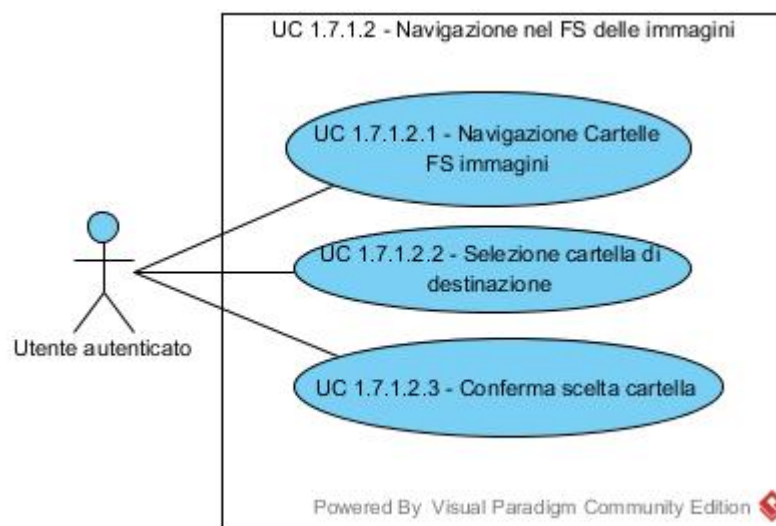 UC 1.7.1.2 - Navigazione nel FS delle immagini
UC 1.7.1.2.1 - Navigazione Cartelle
FS immagini
UC 1.7.1.2.2 - Selezione cartella di
destinazione
Utente autenticato
UC 1.7.1.2.3 - Conferma scelta cartella
Powered By Visual Paradigm Community Edition